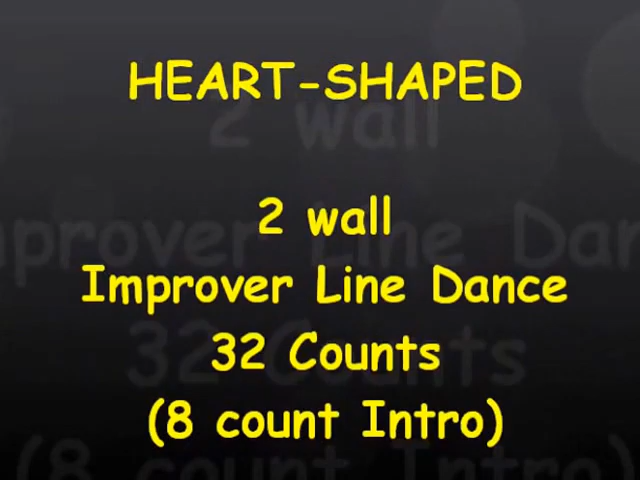 HEART-SHAPED
2 wall
Improver Line Dance
32 Counts
(8 count Intro)